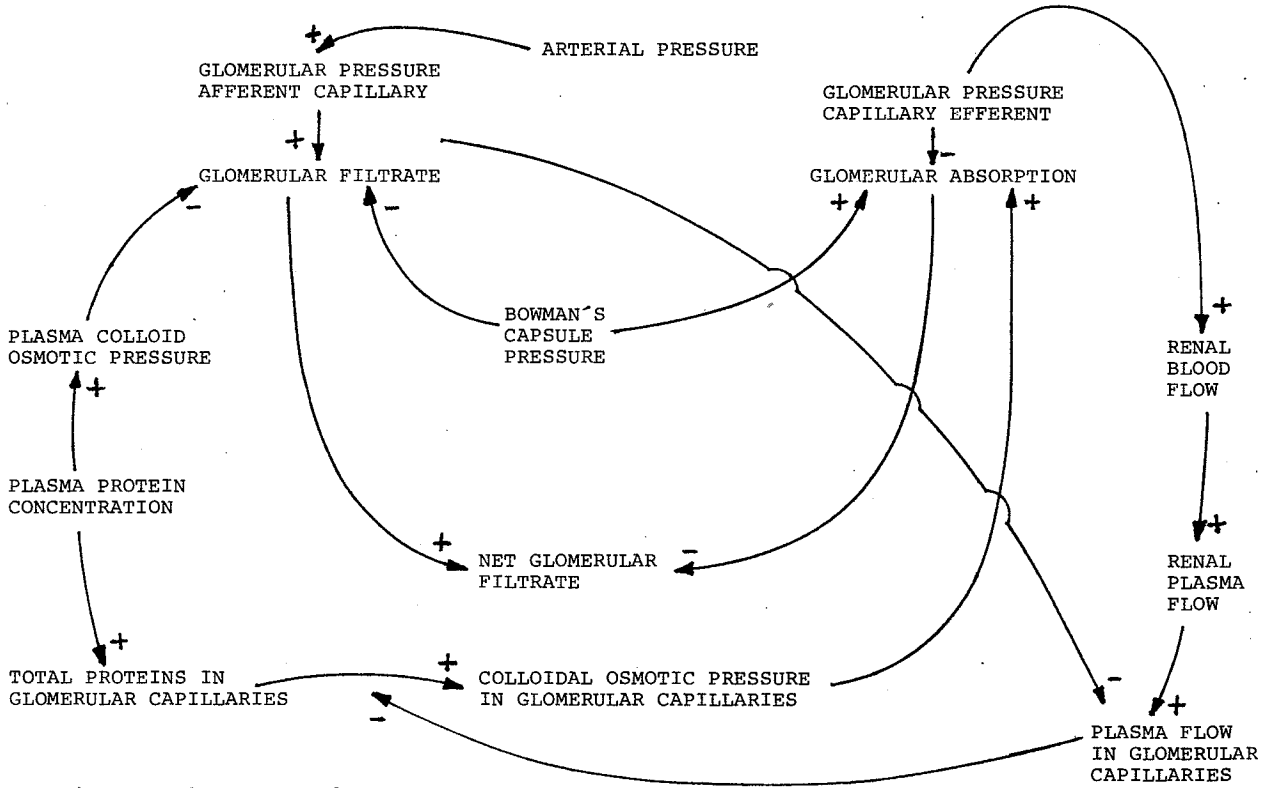 ARTERIAL PRESSURE
+
GLOMERULAR PRESSURE
AFFERENT CAPILLARY
+
GLOMERULAR FILTRATE
-
-
GLOMERULAR PRESSURE
CAPILLARY EFFERENT
-
GLOMERULAR ABSORPTION
+
+
BOWMAN´S
CAPSULE
PRESSURE
PLASMA COLLOID
OSMOTIC PRESSURE
+
+
RENAL
BLOOD
FLOW
PLASMA PROTEIN
CONCENTRATION
+
NET GLOMERULAR
FILTRATE
-
+
RENAL
PLASMA
FLOW
+
TOTAL PROTEINS IN
GLOMERULAR CAPILLARIES
+
-
COLLOIDAL OSMOTIC PRESSURE
IN GLOMERULAR CAPILLARIES
-
+
PLASMA FLOW
IN GLOMERULAR
CAPILLARIES